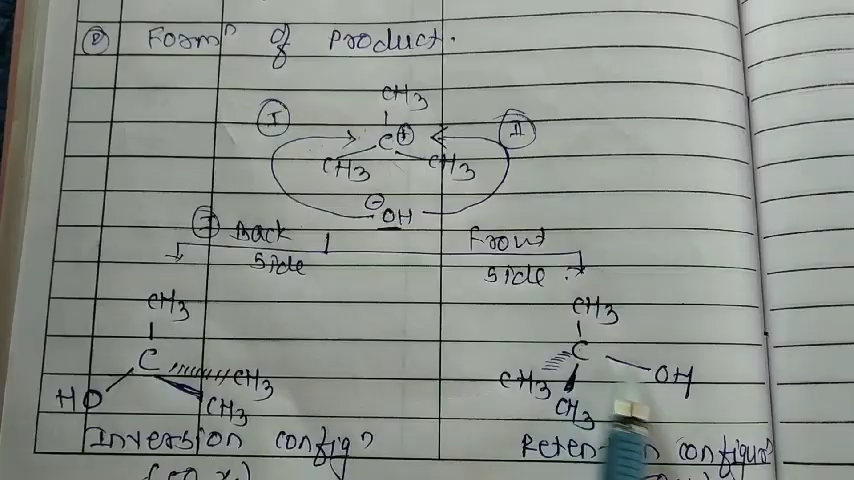 ② Formⁿ of Product.
CH3
Ⅰ
C⊕
Ⅱ
CH3 CH3
⊖OH
Ⅰ Back side
Front side :-
CH3
C
CH3
HO
CH3
CH3
C
CH3
OH
CH3
Inversion configⁿ